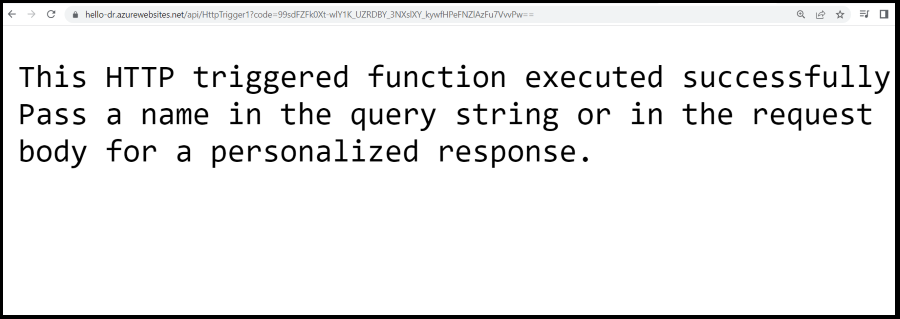 hello-dr.azurewebsites.net/api/HttpTrigger1?code=99sdFZFk0Xt-wlY1K_UZRDBY_3NXslXY_kywfHPeFNZlAzFu7VvvPw==
This HTTP triggered function executed successfully
Pass a name in the query string or in the request
body for a personalized response.